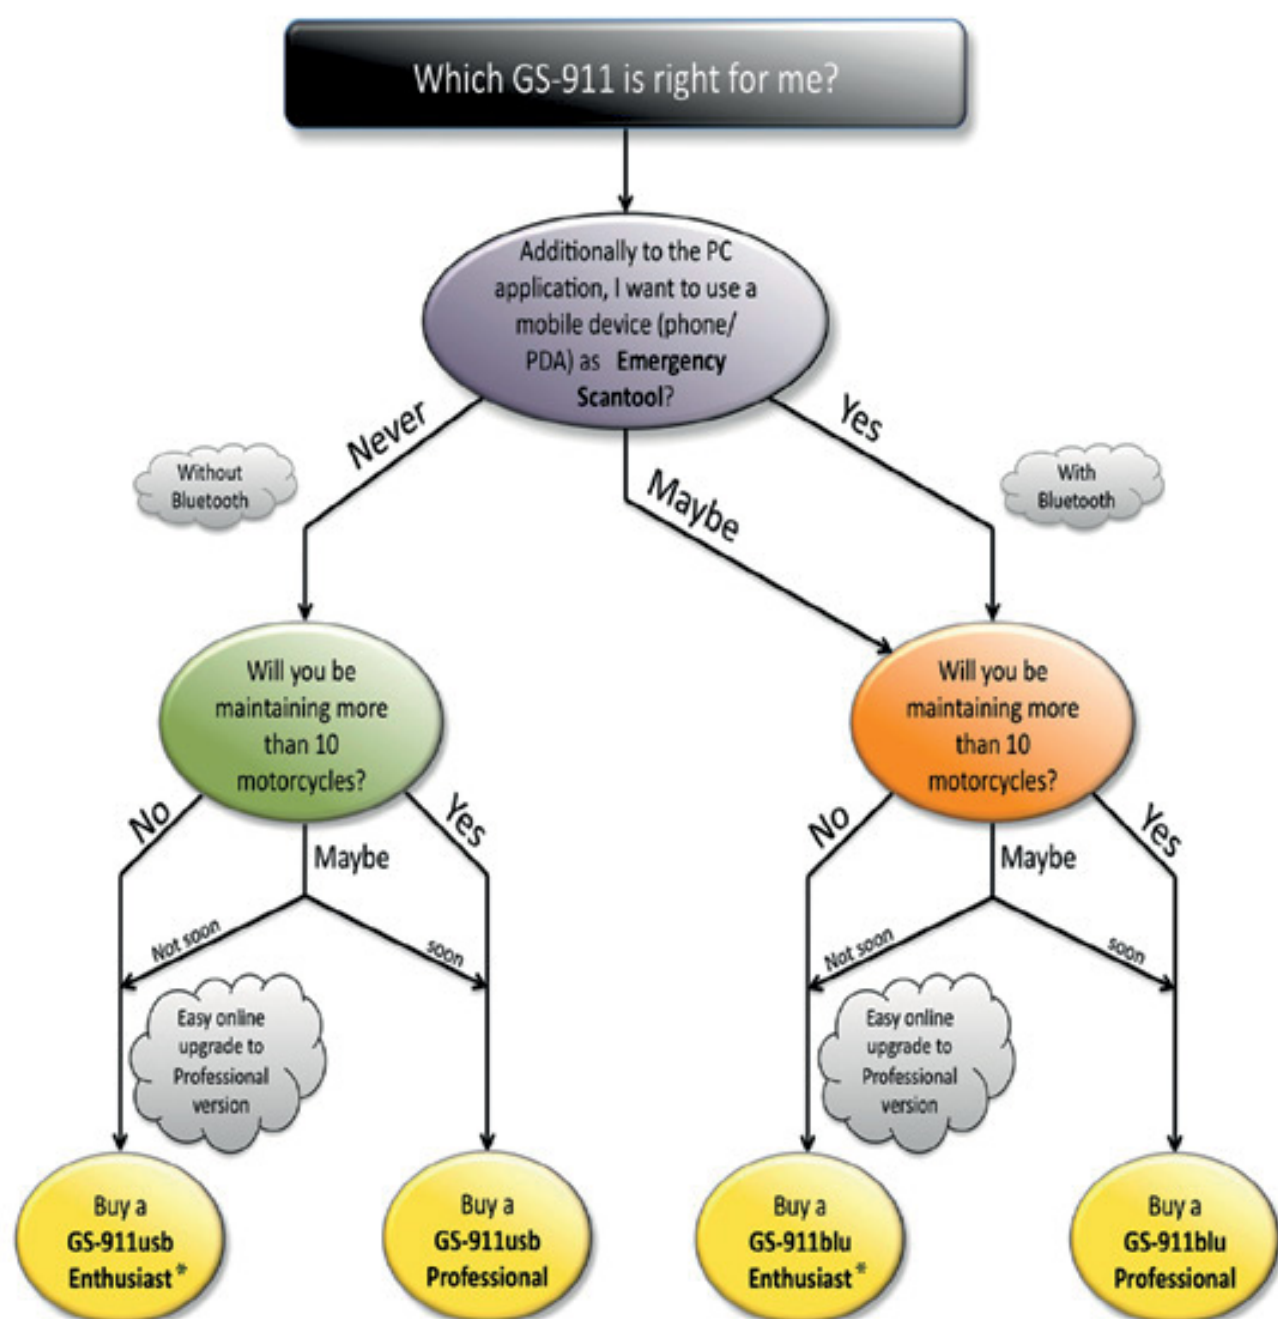 Which GS-911 is right for me?
Additionally to the PC
application, I want to use a
mobile device (phone/
PDA) as Emergency
Scantool?
Never
Maybe
Yes
Without
Bluetooth
With
Bluetooth
Will you be
maintaining more
than 10
motorcycles?
No
Maybe
Yes
Not soon
soon
Easy online
upgrade to
Professional
version
Will you be
maintaining more
than 10
motorcycles?
No
Maybe
Yes
Not soon
soon
Easy online
upgrade to
Professional
version
Buy a
GS-911usb
Enthusiast*
Buy a
GS-911usb
Professional
Buy a
GS-911blu
Enthusiast*
Buy a
GS-911blu
Professional